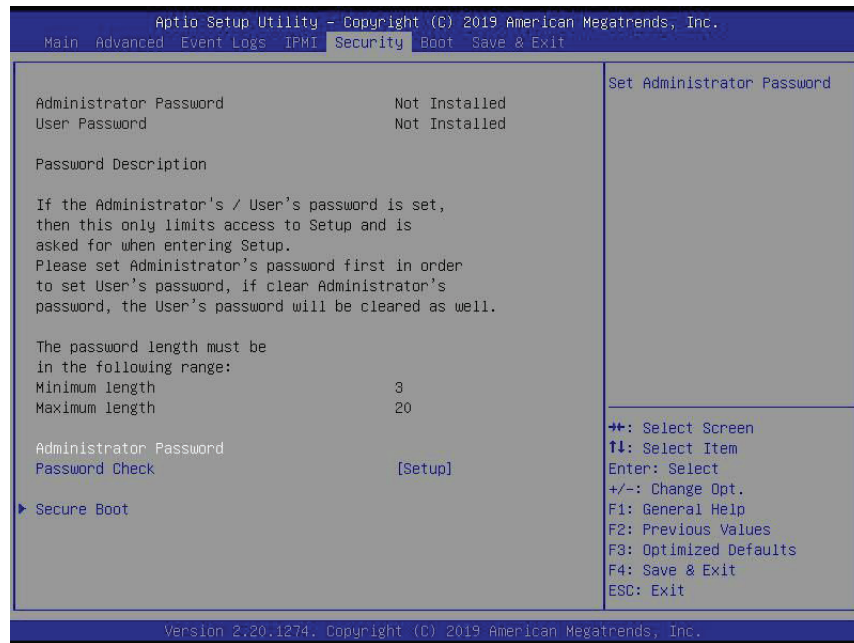 Aptio Setup Utility – Copyright (C) 2019 American Megatrends, Inc.
Main Advanced Event Logs IPMI Security Boot Save & Exit
Administrator Password Not Installed
User Password Not Installed
Password Description
If the Administrator's / User's password is set,
then this only limits access to Setup and is
asked for when entering Setup.
Please set Administrator's password first in order
to set User's password, if clear Administrator's
password, the User's password will be cleared as well.
The password length must be
in the following range:
Minimum length 3
Maximum length 20
Administrator Password
Password Check [Setup]
▶ Secure Boot
Set Administrator Password
→←: Select Screen
↑↓: Select Item
Enter: Select
+/-: Change Opt.
F1: General Help
F2: Previous Values
F3: Optimized Defaults
F4: Save & Exit
ESC: Exit
Version 2.20.1274. Copyright (C) 2019 American Megatrends, Inc.